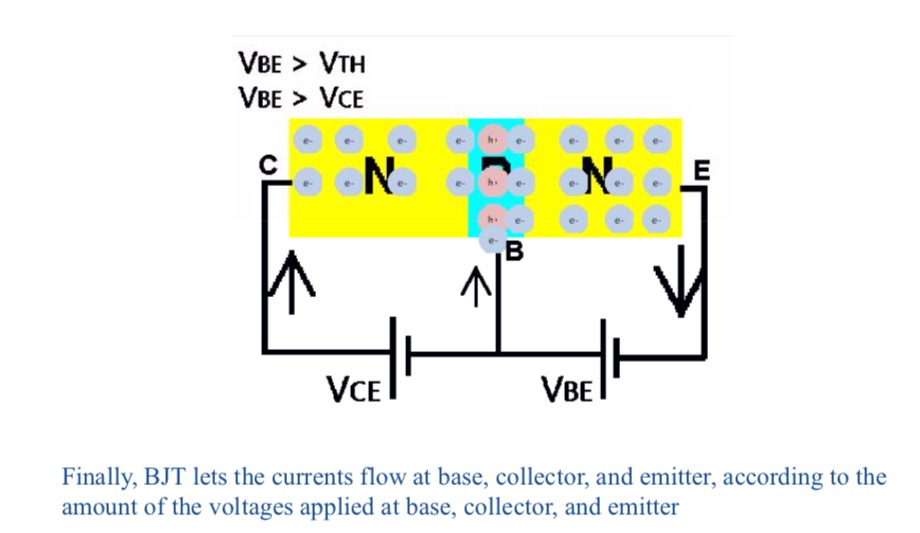 VBE > VTH
VBE > VCE
e- e- e- e- h+ e- e- e- e-
C e- e- N e- e- h+ e- e- N e- e- E
h+ e- e- e- e-
e- B
VCE VBE
Finally, BJT lets the currents flow at base, collector, and emitter, according to the
amount of the voltages applied at base, collector, and emitter